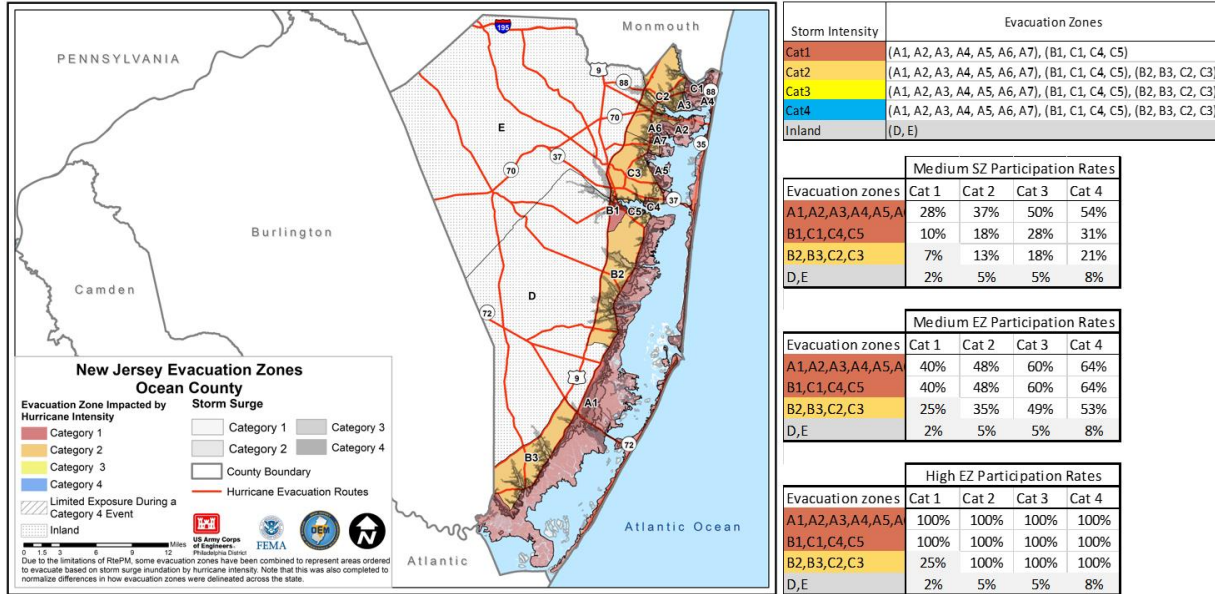 PENNSYLVANIA
Monmouth
195
9
88
C2
C1
88
A3
A4
70
A6
A2
A7
35
E
37
70
C3
A5
37
B1
C5
C4
Burlington
B2
Camden
D
72
9
A1
72
B3
Atlantic Ocean
Atlantic
New Jersey Evacuation Zones
Ocean County
Evacuation Zone Impacted by
Hurricane Intensity
Category 1
Category 2
Category 3
Category 4
Limited Exposure During a
Category 4 Event
Inland
Storm Surge
Category 1
Category 2
Category 3
Category 4
County Boundary
Hurricane Evacuation Routes
US Army Corps
of Engineers
Philadelphia District
FEMA
OEM
N
Miles
0 1.5 3 6 9 12
Due to the limitations of RtePM, some evacuation zones have been combined to represent areas ordered
to evacuate based on storm surge inundation by hurricane intensity. Note that this was also completed to
normalize differences in how evacuation zones were delineated across the state.
Storm Intensity Evacuation Zones
Cat1 (A1, A2, A3, A4, A5, A6, A7), (B1, C1, C4, C5)
Cat2 (A1, A2, A3, A4, A5, A6, A7), (B1, C1, C4, C5), (B2, B3, C2, C3)
Cat3 (A1, A2, A3, A4, A5, A6, A7), (B1, C1, C4, C5), (B2, B3, C2, C3)
Cat4 (A1, A2, A3, A4, A5, A6, A7), (B1, C1, C4, C5), (B2, B3, C2, C3)
Inland (D, E)
Medium SZ Participation Rates
Evacuation zones Cat 1 Cat 2 Cat 3 Cat 4
A1,A2,A3,A4,A5,A 28% 37% 50% 54%
B1,C1,C4,C5 10% 18% 28% 31%
B2,B3,C2,C3 7% 13% 18% 21%
D,E 2% 5% 5% 8%
Medium EZ Participation Rates
Evacuation zones Cat 1 Cat 2 Cat 3 Cat 4
A1,A2,A3,A4,A5,A 40% 48% 60% 64%
B1,C1,C4,C5 40% 48% 60% 64%
B2,B3,C2,C3 25% 35% 49% 53%
D,E 2% 5% 5% 8%
High EZ Participation Rates
Evacuation zones Cat 1 Cat 2 Cat 3 Cat 4
A1,A2,A3,A4,A5,A 100% 100% 100% 100%
B1,C1,C4,C5 100% 100% 100% 100%
B2,B3,C2,C3 25% 100% 100% 100%
D,E 2% 5% 5% 8%